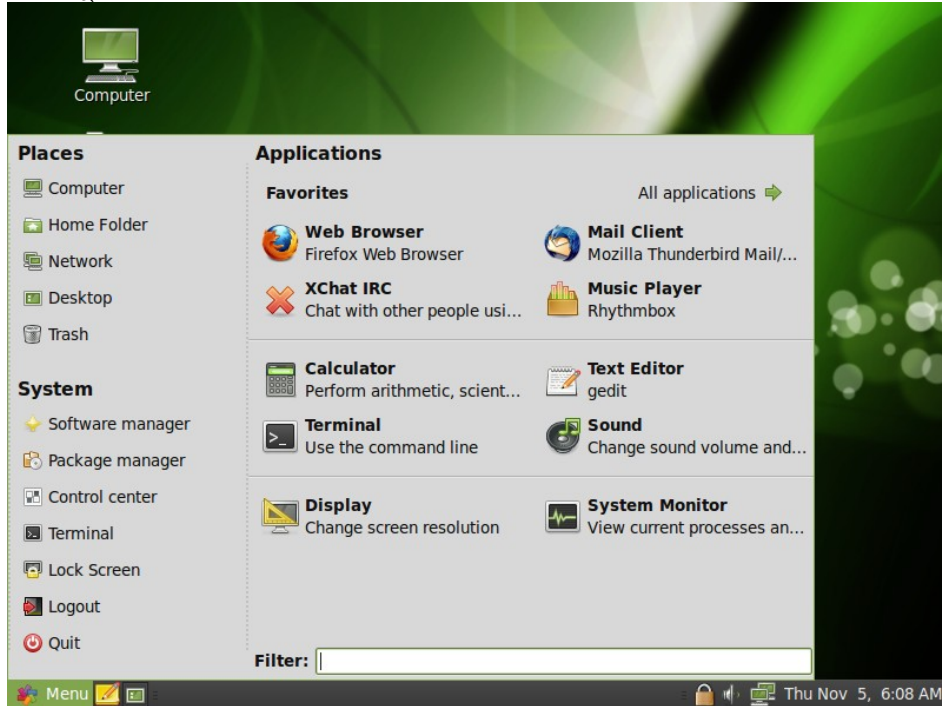 Computer
Places
Computer
Home Folder
Network
Desktop
Trash
System
Software manager
Package manager
Control center
Terminal
Lock Screen
Logout
Quit
Applications
Favorites
All applications
Web Browser
Firefox Web Browser
Mail Client
Mozilla Thunderbird Mail/...
XChat IRC
Chat with other people usi...
Music Player
Rhythmbox
Calculator
Perform arithmetic, scient...
Text Editor
gedit
Terminal
Use the command line
Sound
Change sound volume and...
Display
Change screen resolution
System Monitor
View current processes an...
Filter:
Menu
Thu Nov 5, 6:08 AM